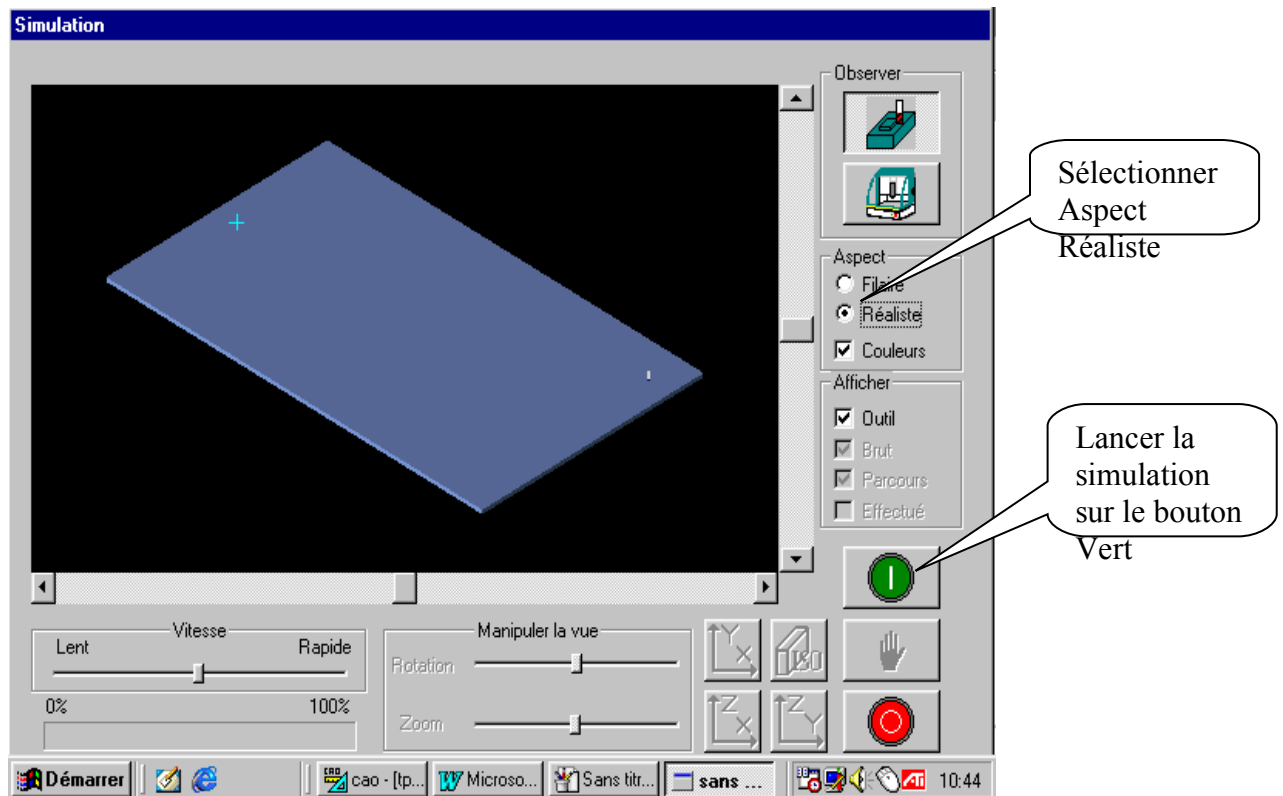 Simulation
Observer
Sélectionner
Aspect
Réaliste
Aspect
Filaire
Réaliste
Couleurs
Afficher
Outil
Brut
Parcours
Effectué
Lancer la
simulation
sur le bouton
Vert
Vitesse
Lent Rapide
0% 100%
Manipuler la vue
Rotation
Zoom
Y X
ISO
Z X
Z Y
Démarrer
cao - [tp...
Microso...
Sans titr...
sans ...
ATI
10:44